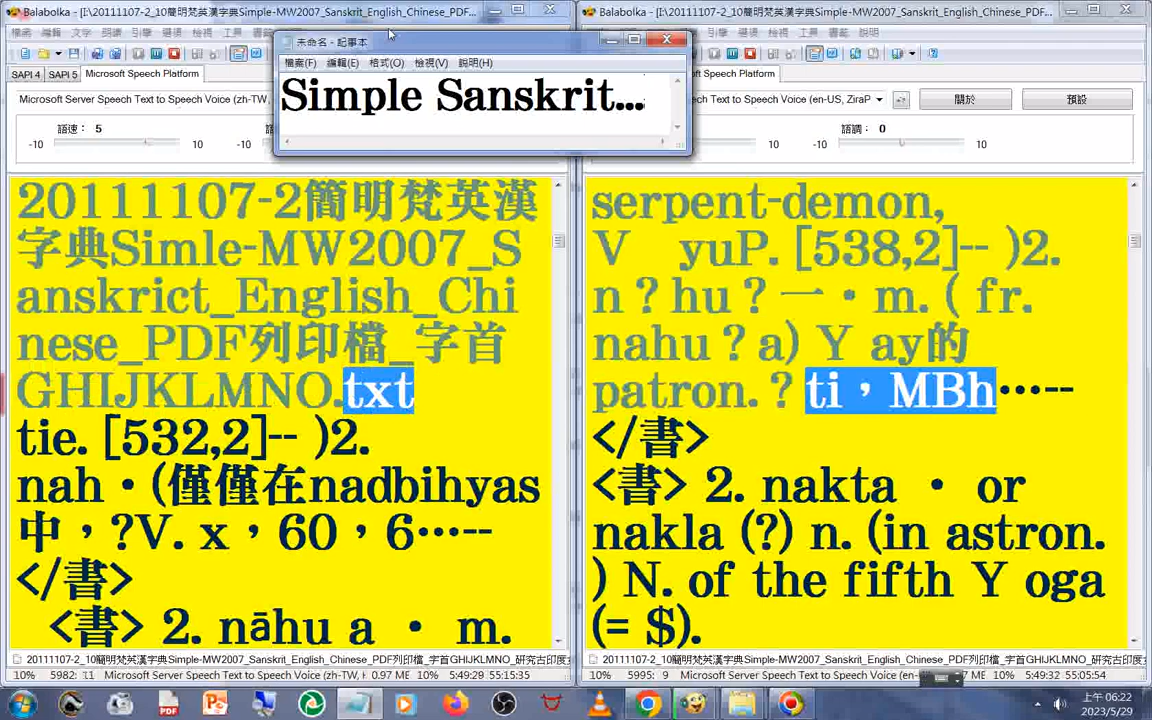 Balabolka - [I:\20111107-2_10簡明梵英漢字典Simple-MW2007_Sanskrit_English_Chinese_PDF...
Balabolka - [I:\20111107-2_10簡明梵英漢字典Simple-MW2007_Sanskrit_English_Chinese_PDF...
未命名 - 記事本
檔案(F) 編輯(E) 格式(O) 檢視(V) 說明(H)
Simple Sanskrit...
SAPI 4 SAPI 5 Microsoft Speech Platform
Microsoft Server Speech Text to Speech Voice (zh-TW,
語速： 5
-10 10 -10
Speech Platform
to Speech Voice (en-US, ZiraP
關於 預設
語調： 0
10 -10 10
20111107-2簡明梵英漢
字典Simle-MW2007_S
anskrict_English_Chi
nese_PDF列印檔_字首
GHIJKLMNO.txt
tie. [532,2]-- )2.
nah·(僅僅在nadbihyas
中，?V. x，60，6…--
</書>
<書> 2. nāhu a · m.
serpent-demon,
V yuP. [538,2]-- )2.
n？hu？一·m. ( fr.
nahu？a) Y ay的
patron.？ti，MBh…--
</書>
<書> 2. nakta · or
nakla (?) n. (in astron.
) N. of the fifth Y oga
(= $).
20111107-2_10簡明梵英漢字典Simple-MW2007_Sanskrit_English_Chinese_PDF列印檔_字首GHIJKLMNO_研究古印度
20111107-2_10簡明梵英漢字典Simple-MW2007_Sanskrit_English_Chinese_PDF列印檔_字首GHIJKLMNO_研究古印度
10% 5982: 11 Microsoft Server Speech Text to Speech Voice (zh-TW, H 0.97 ME 10% 5:49:29 55:15:35
10% 5995: 9 Microsoft Server Speech Text to Speech Voice ME 10% 5:49:32 55:05:54
上午 06:22
2023/5/29